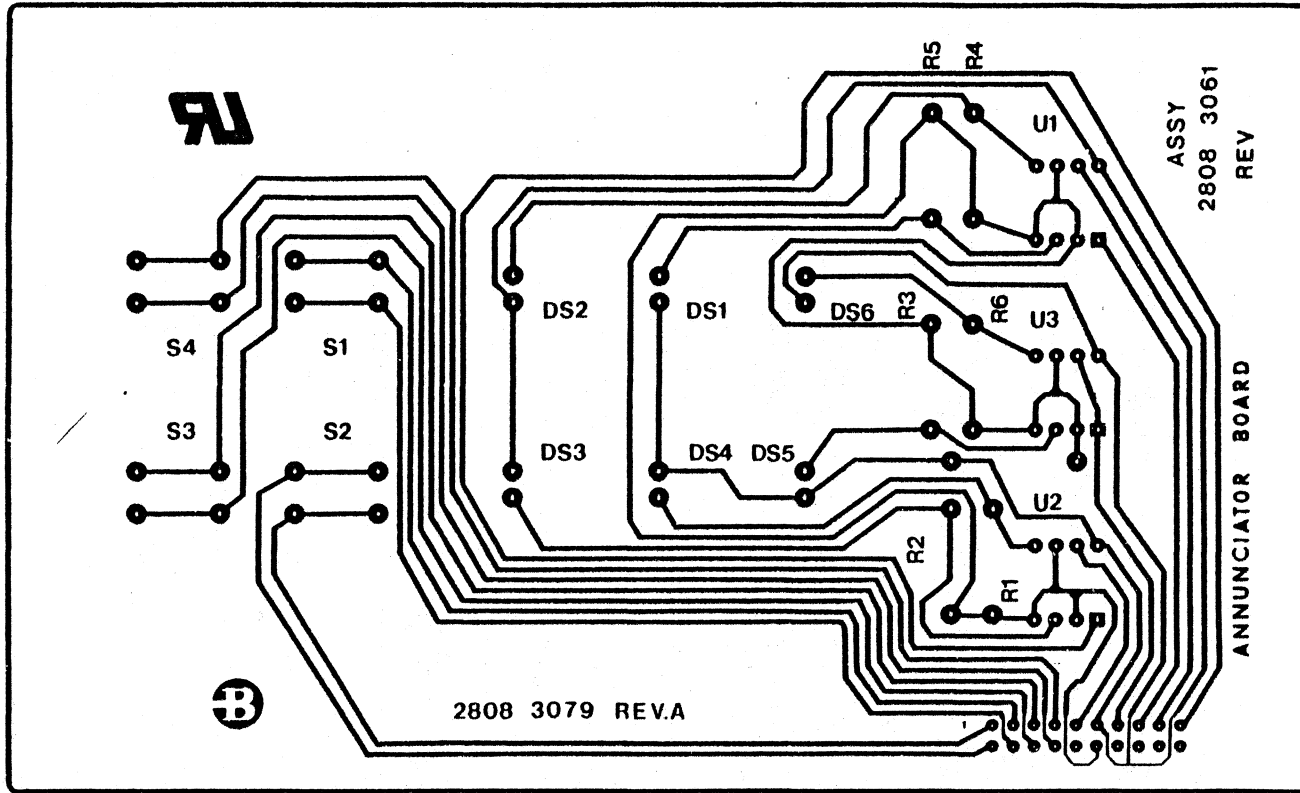 R5
R4
U1
ASSY
2808 3061
REV
DS2
DS1
DS6
R3
R6
U3
S4
S1
S3
S2
DS3
DS4
DS5
U2
R2
R1
ANNUNCIATOR BOARD
B
2808 3079 REV.A
1